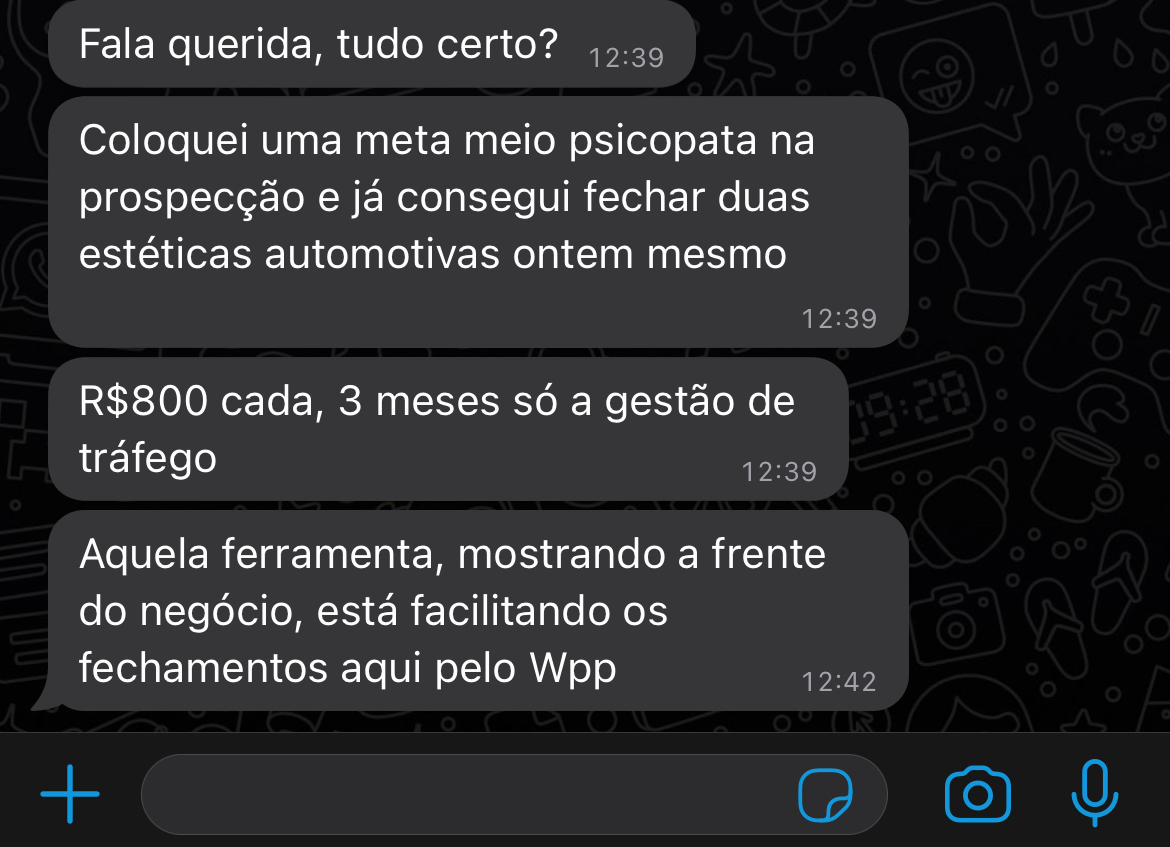 Fala querida, tudo certo?
12:39
Coloquei uma meta meio psicopata na
prospecção e já consegui fechar duas
estéticas automotivas ontem mesmo
12:39
R$800 cada, 3 meses só a gestão de
tráfego
12:39
19:28
Aquela ferramenta, mostrando a frente
do negócio, está facilitando os
fechamentos aqui pelo Wpp
12:42